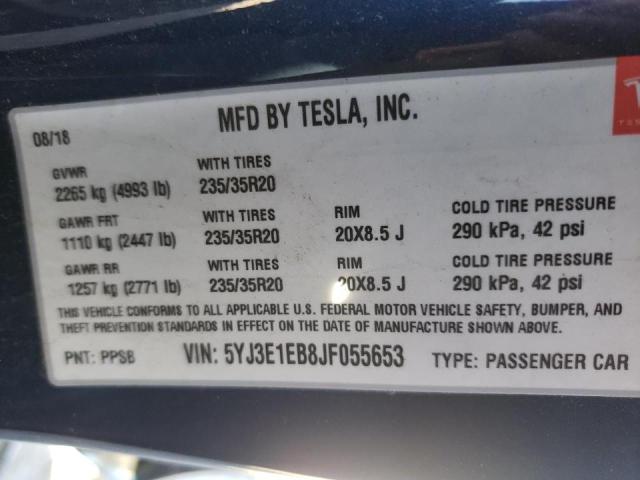 MFD BY TESLA, INC.
08/18
GVWR
2265 kg (4993 lb)
WITH TIRES
235/35R20
GAWR FRT
1110 kg (2447 lb)
WITH TIRES
235/35R20
RIM
20X8.5 J
COLD TIRE PRESSURE
290 kPa, 42 psi
GAWR RR
1257 kg (2771 lb)
WITH TIRES
235/35R20
RIM
20X8.5 J
COLD TIRE PRESSURE
290 kPa, 42 psi
THIS VEHICLE CONFORMS TO ALL APPLICABLE U.S. FEDERAL MOTOR VEHICLE SAFETY, BUMPER, AND
THEFT PREVENTION STANDARDS IN EFFECT ON THE DATE OF MANUFACTURE SHOWN ABOVE.
PNT: PPSB
VIN: 5YJ3E1EB8JF055653
TYPE: PASSENGER CAR